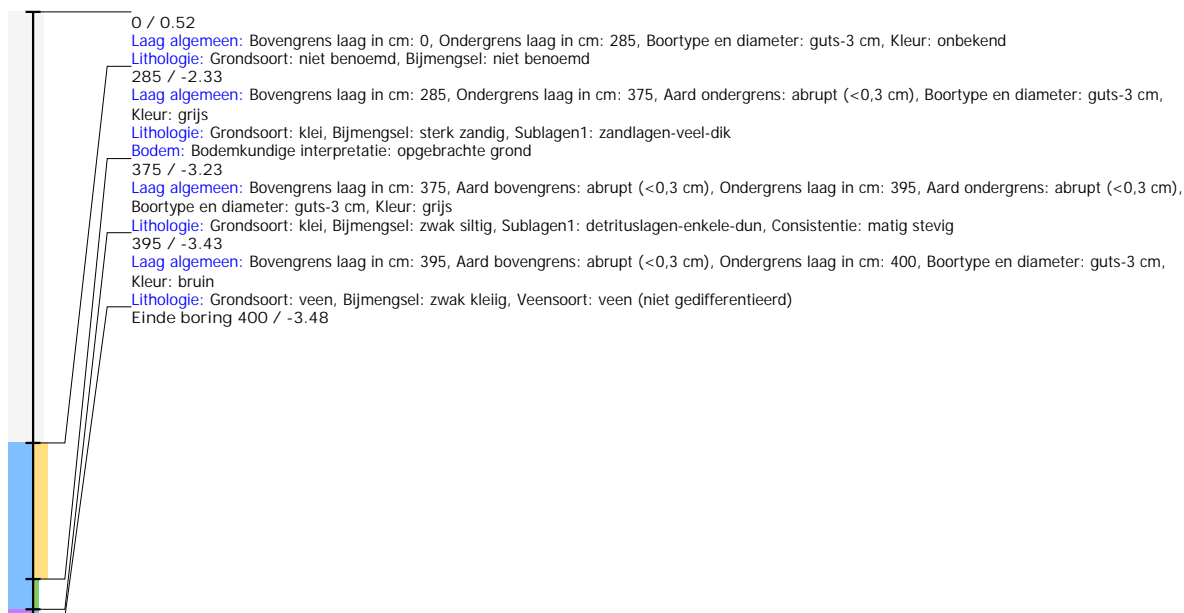 0 / 0.52
Laag algemeen: Bovengrens laag in cm: 0, Ondergrens laag in cm: 285, Boortype en diameter: guts-3 cm, Kleur: onbekend
Lithologie: Grondsoort: niet benoemd, Bijmengsel: niet benoemd
285 / -2.33
Laag algemeen: Bovengrens laag in cm: 285, Ondergrens laag in cm: 375, Aard ondergrens: abrupt (<0,3 cm), Boortype en diameter: guts-3 cm,
Kleur: grijs
Lithologie: Grondsoort: klei, Bijmengsel: sterk zandig, Sublagen1: zandlagen-veel-dik
Bodem: Bodemkundige interpretatie: opgebrachte grond
375 / -3.23
Laag algemeen: Bovengrens laag in cm: 375, Aard bovengrens: abrupt (<0,3 cm), Ondergrens laag in cm: 395, Aard ondergrens: abrupt (<0,3 cm),
Boortype en diameter: guts-3 cm, Kleur: grijs
Lithologie: Grondsoort: klei, Bijmengsel: zwak siltig, Sublagen1: detrituslagen-enkele-dun, Consistentie: matig stevig
395 / -3.43
Laag algemeen: Bovengrens laag in cm: 395, Aard bovengrens: abrupt (<0,3 cm), Ondergrens laag in cm: 400, Boortype en diameter: guts-3 cm,
Kleur: bruin
Lithologie: Grondsoort: veen, Bijmengsel: zwak kleiig, Veensoort: veen (niet gedifferentieerd)
Einde boring 400 / -3.48